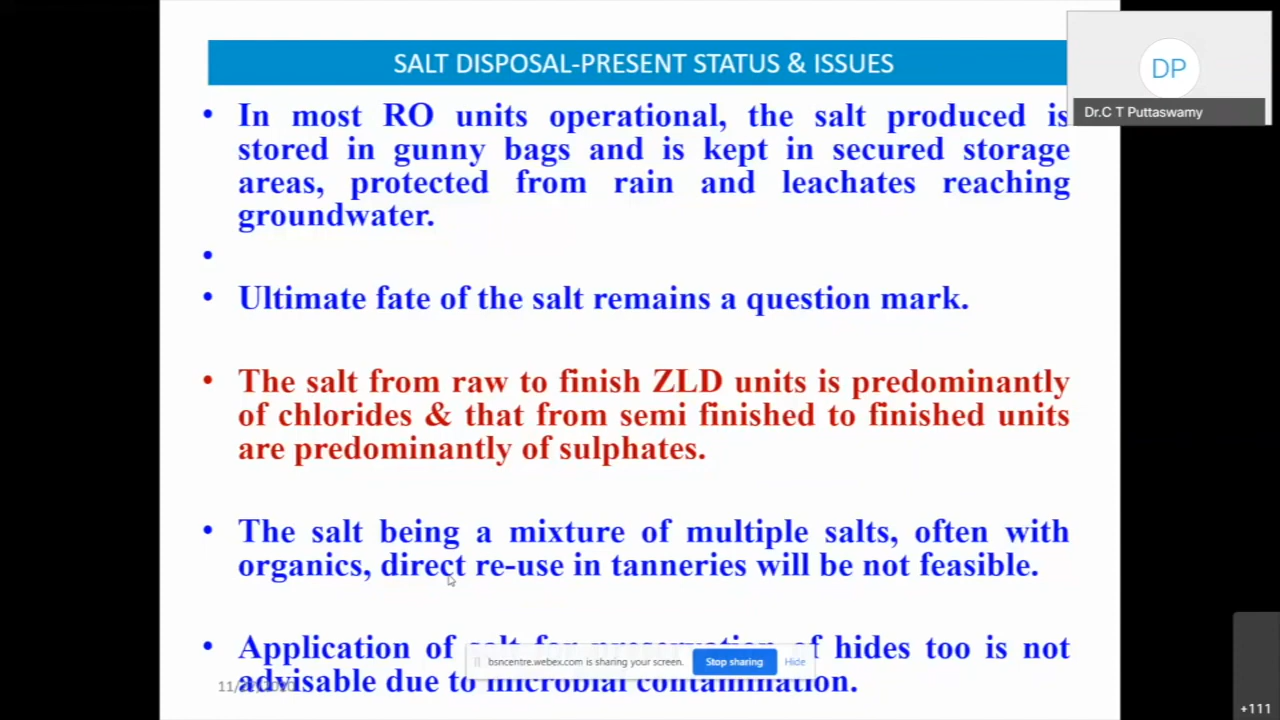 SALT DISPOSAL-PRESENT STATUS & ISSUES
DP
Dr.C T Puttaswamy
• In most RO units operational, the salt produced is
stored in gunny bags and is kept in secured storage
areas, protected from rain and leachates reaching
groundwater.
•
• Ultimate fate of the salt remains a question mark.
• The salt from raw to finish ZLD units is predominantly
of chlorides & that from semi finished to finished units
are predominantly of sulphates.
• The salt being a mixture of multiple salts, often with
organics, direct re-use in tanneries will be not feasible.
• Application of salt for preservation of hides too is not
bsncentre.webex.com is sharing your screen. Stop sharing Hide
advisable due to microbial contamination.
+111